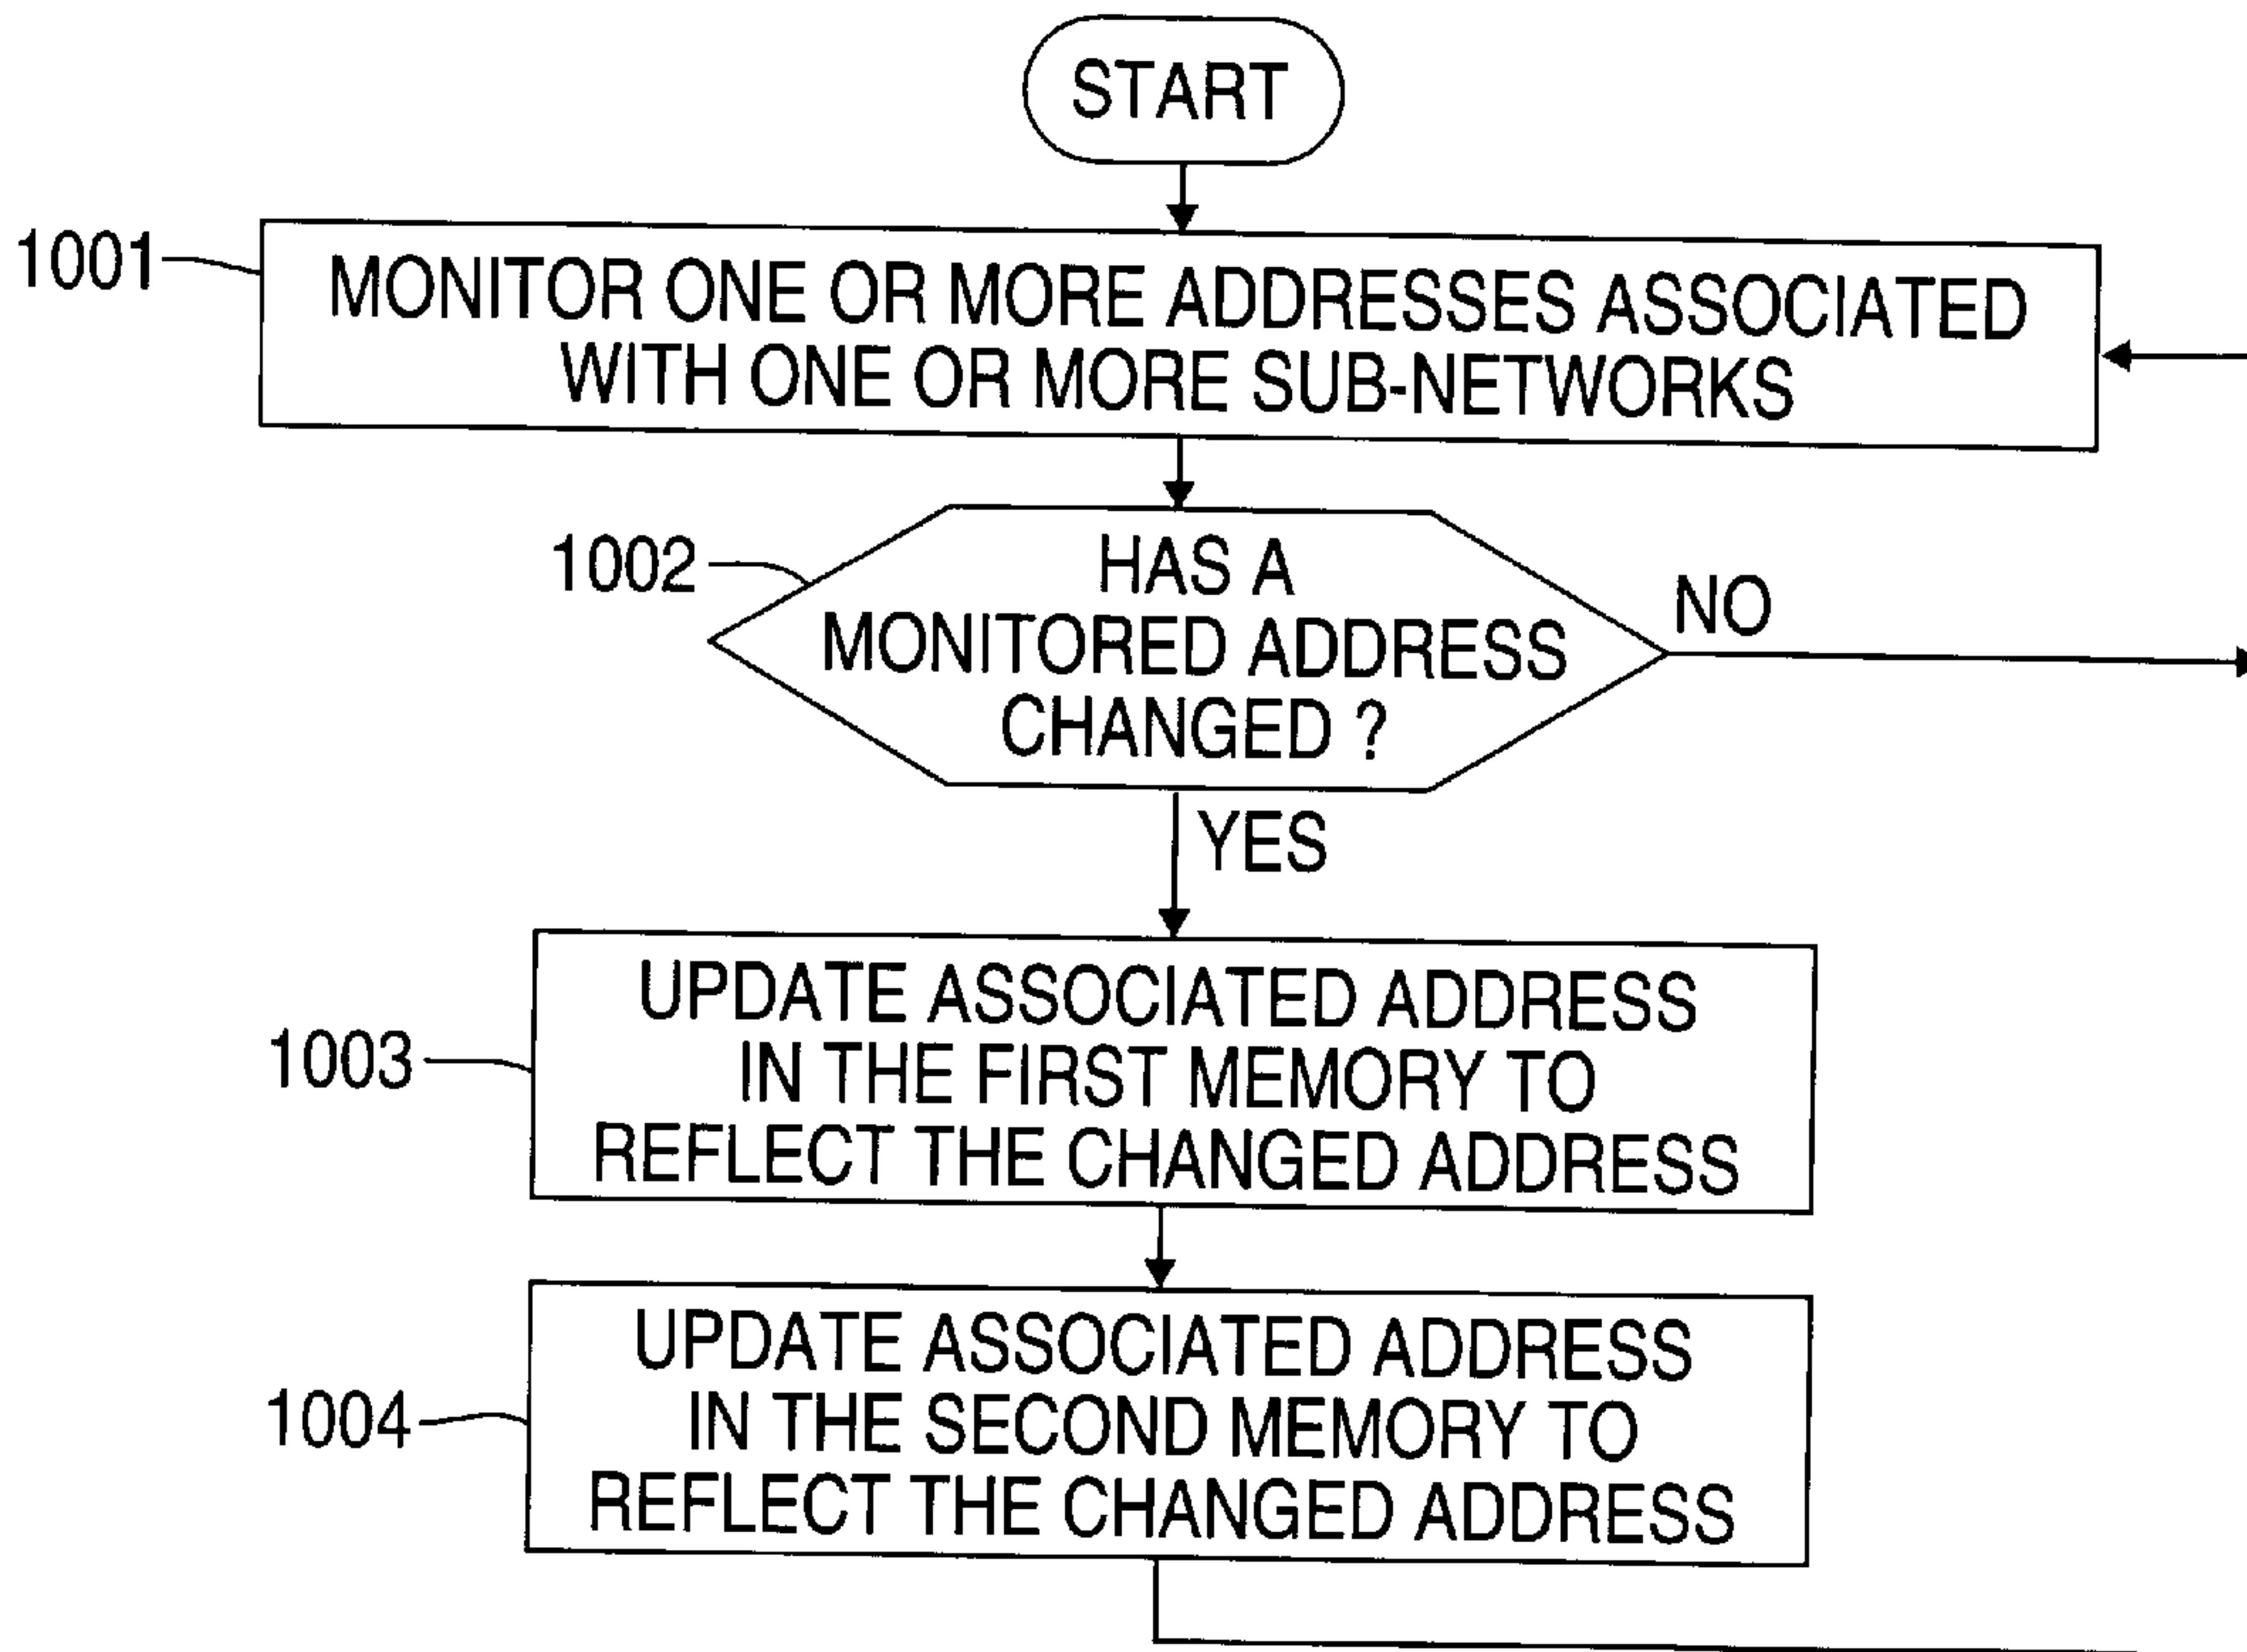 START
1001
MONITOR ONE OR MORE ADDRESSES ASSOCIATED
WITH ONE OR MORE SUB-NETWORKS
1002
HAS A
MONITORED ADDRESS
CHANGED ?
NO
YES
1003
UPDATE ASSOCIATED ADDRESS
IN THE FIRST MEMORY TO
REFLECT THE CHANGED ADDRESS
1004
UPDATE ASSOCIATED ADDRESS
IN THE SECOND MEMORY TO
REFLECT THE CHANGED ADDRESS